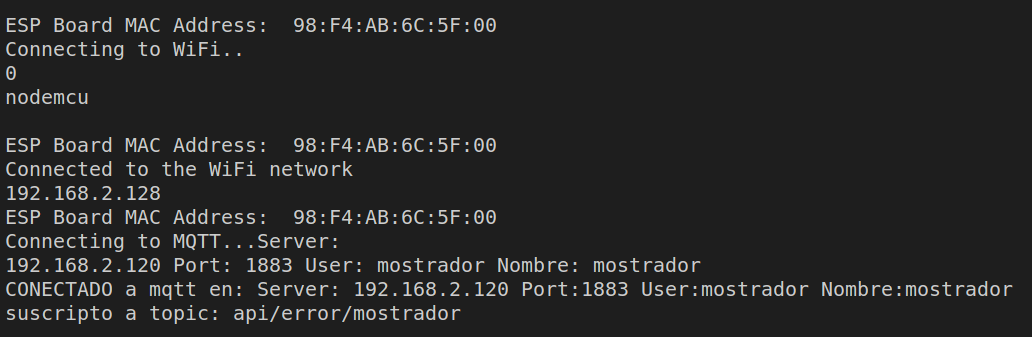 ESP Board MAC Address:  98:F4:AB:6C:5F:00
Connecting to WiFi..
0
nodemcu
ESP Board MAC Address:  98:F4:AB:6C:5F:00
Connected to the WiFi network
192.168.2.128
ESP Board MAC Address:  98:F4:AB:6C:5F:00
Connecting to MQTT...Server:
192.168.2.120 Port: 1883 User: mostrador Nombre: mostrador
CONECTADO a mqtt en: Server: 192.168.2.120 Port:1883 User:mostrador Nombre:mostrador
suscripto a topic: api/error/mostrador